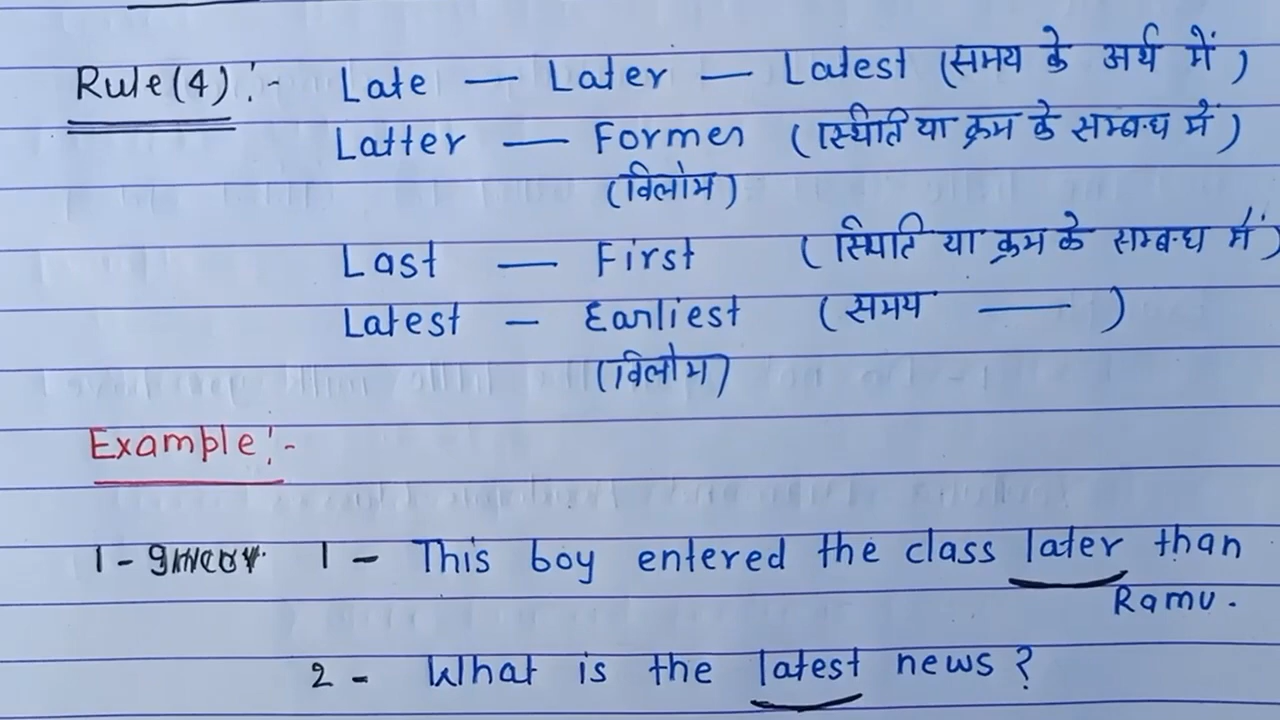 Rule(4):- Late — Later — Latest (समय के अर्थ में)
Latter — Former (स्थिति या क्रम के सम्बन्ध में)
(विलोम)
Last — First (स्थिति या क्रम के सम्बन्ध में)
Latest — Earliest (समय —)
(विलोम)
Example:-
1- 1- This boy entered the class later than
Ramu.
2- What is the latest news?